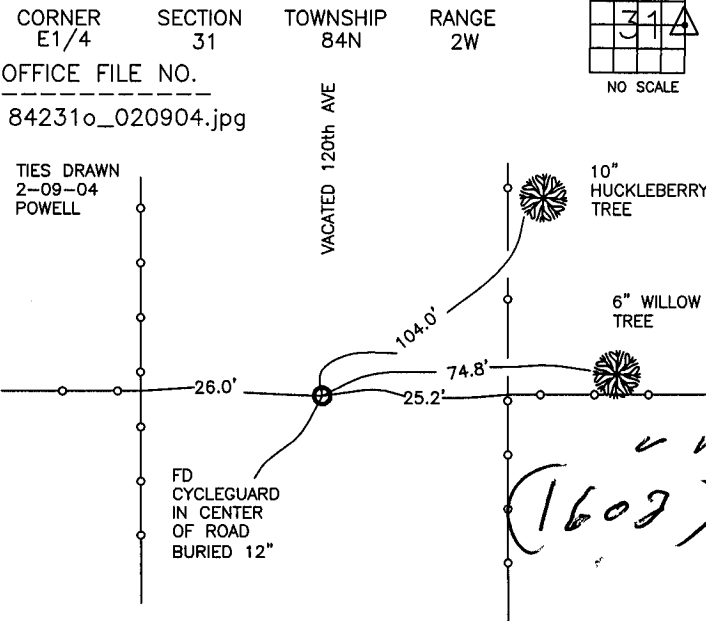 CORNER SECTION TOWNSHIP RANGE
E1/4 31 84N 2W
31
NO SCALE
OFFICE FILE NO.
84231o_020904.jpg
TIES DRAWN
2-09-04
POWELL
VACATED 120th AVE
10"
HUCKLEBERRY
TREE
6" WILLOW
TREE
104.0'
74.8'
26.0'
25.2'
FD
CYCLEGUARD
IN CENTER
OF ROAD
BURIED 12"